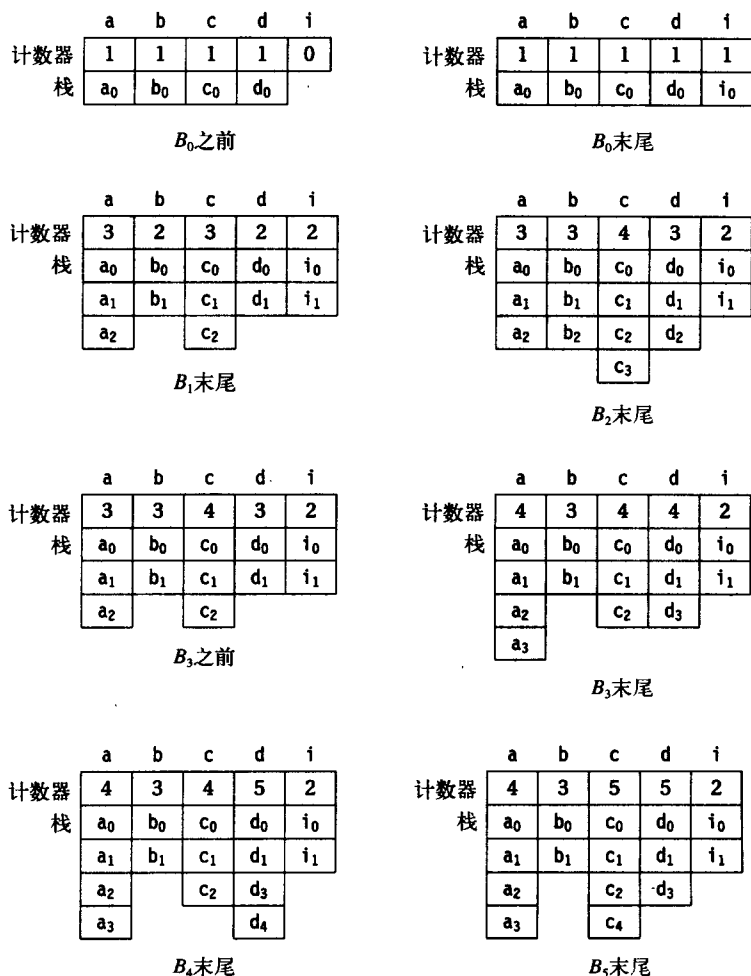 a b c d i
计数器 1 1 1 1 0
栈 a₀ b₀ c₀ d₀
B₀之前
a b c d i
计数器 1 1 1 1 1
栈 a₀ b₀ c₀ d₀ i₀
B₀末尾
a b c d i
计数器 3 2 3 2 2
栈 a₀ b₀ c₀ d₀ i₀
a₁ b₁ c₁ d₁ i₁
a₂ c₂
B₁末尾
a b c d i
计数器 3 3 4 3 2
栈 a₀ b₀ c₀ d₀ i₀
a₁ b₁ c₁ d₁ i₁
a₂ b₂ c₂ d₂
c₃
B₂末尾
a b c d i
计数器 3 3 4 3 2
栈 a₀ b₀ c₀ d₀ i₀
a₁ b₁ c₁ d₁ i₁
a₂ c₂
B₃之前
a b c d i
计数器 4 3 4 4 2
栈 a₀ b₀ c₀ d₀ i₀
a₁ b₁ c₁ d₁ i₁
a₂ c₂ d₃
a₃
B₃末尾
a b c d i
计数器 4 3 4 5 2
栈 a₀ b₀ c₀ d₀ i₀
a₁ b₁ c₁ d₁ i₁
a₂ c₂ d₃
a₃ d₄
B₄末尾
a b c d i
计数器 4 3 5 5 2
栈 a₀ b₀ c₀ d₀ i₀
a₁ b₁ c₁ d₁ i₁
a₂ c₂ d₃
a₃ c₄
B₅末尾